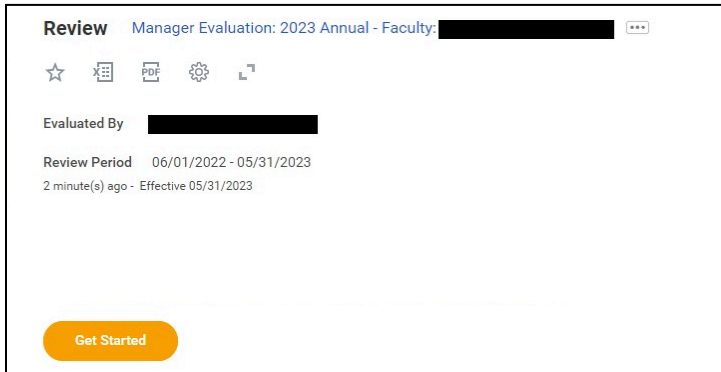 Review Manager Evaluation: 2023 Annual - Faculty:
PDF
Evaluated By
Review Period 06/01/2022 - 05/31/2023
2 minute(s) ago - Effective 05/31/2023
Get Started